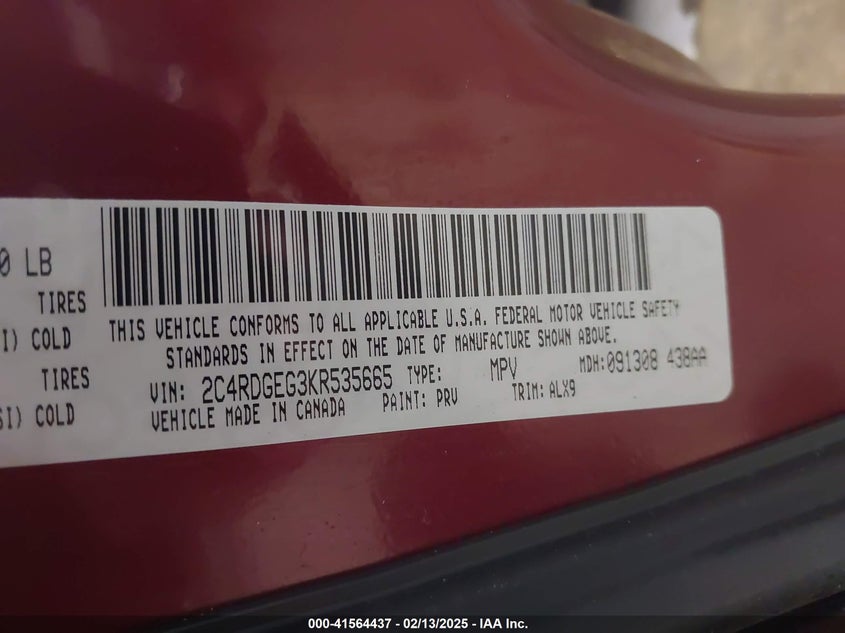 0 LB
TIRES
I) COLD
TIRES
SI) COLD
THIS VEHICLE CONFORMS TO ALL APPLICABLE U.S.A. FEDERAL MOTOR VEHICLE SAFETY
STANDARDS IN EFFECT ON THE DATE OF MANUFACTURE SHOWN ABOVE.
VIN: 2C4RDGEG3KR535665 TYPE: MPV MDH:091308 438AA
VEHICLE MADE IN CANADA PAINT: PRV TRIM: ALX9
000-41564437 - 02/13/2025 - IAA Inc.